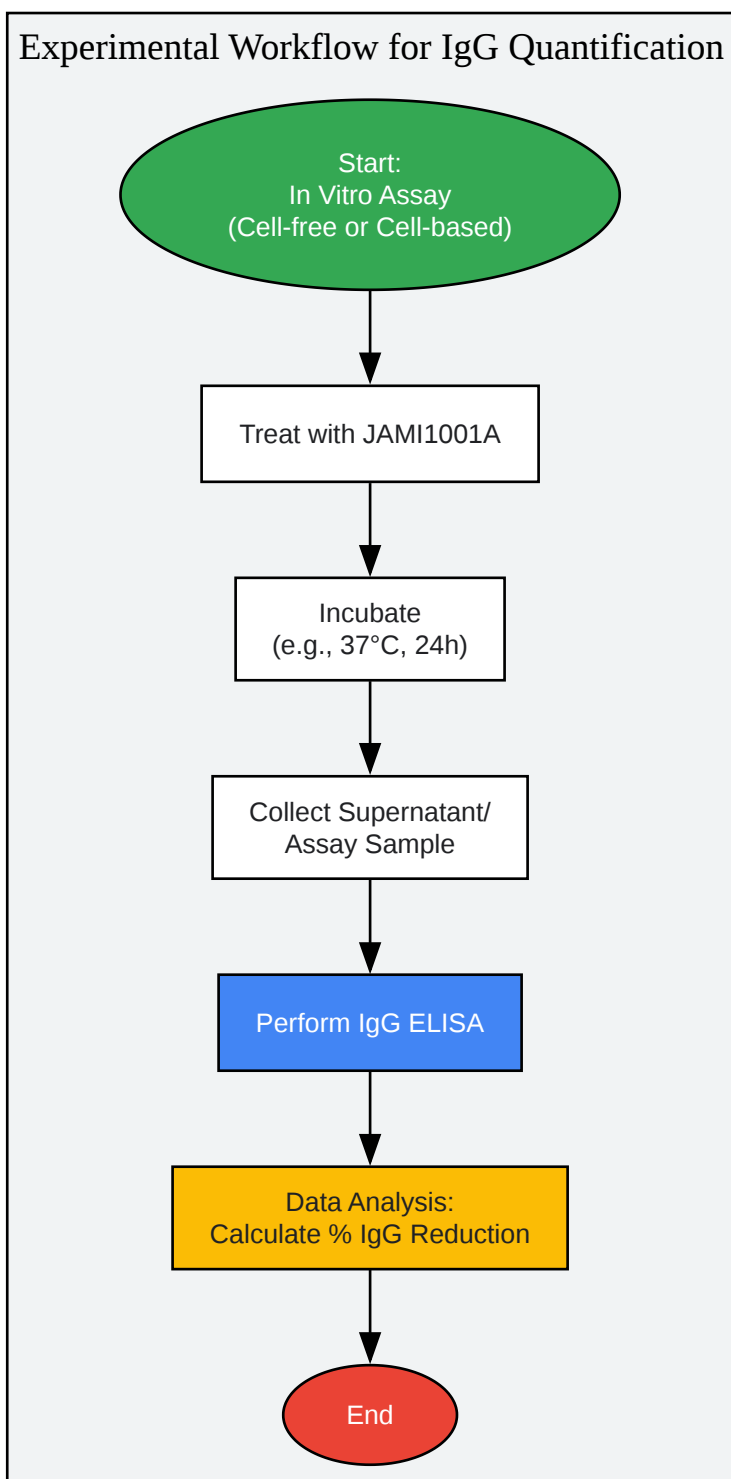 Experimental Workflow for IgG Quantification
Start:
In Vitro Assay
(Cell-free or Cell-based)
Treat with JAMI1001A
Incubate
(e.g., 37°C, 24h)
Collect Supernatant/
Assay Sample
Perform IgG ELISA
Data Analysis:
Calculate % IgG Reduction
End